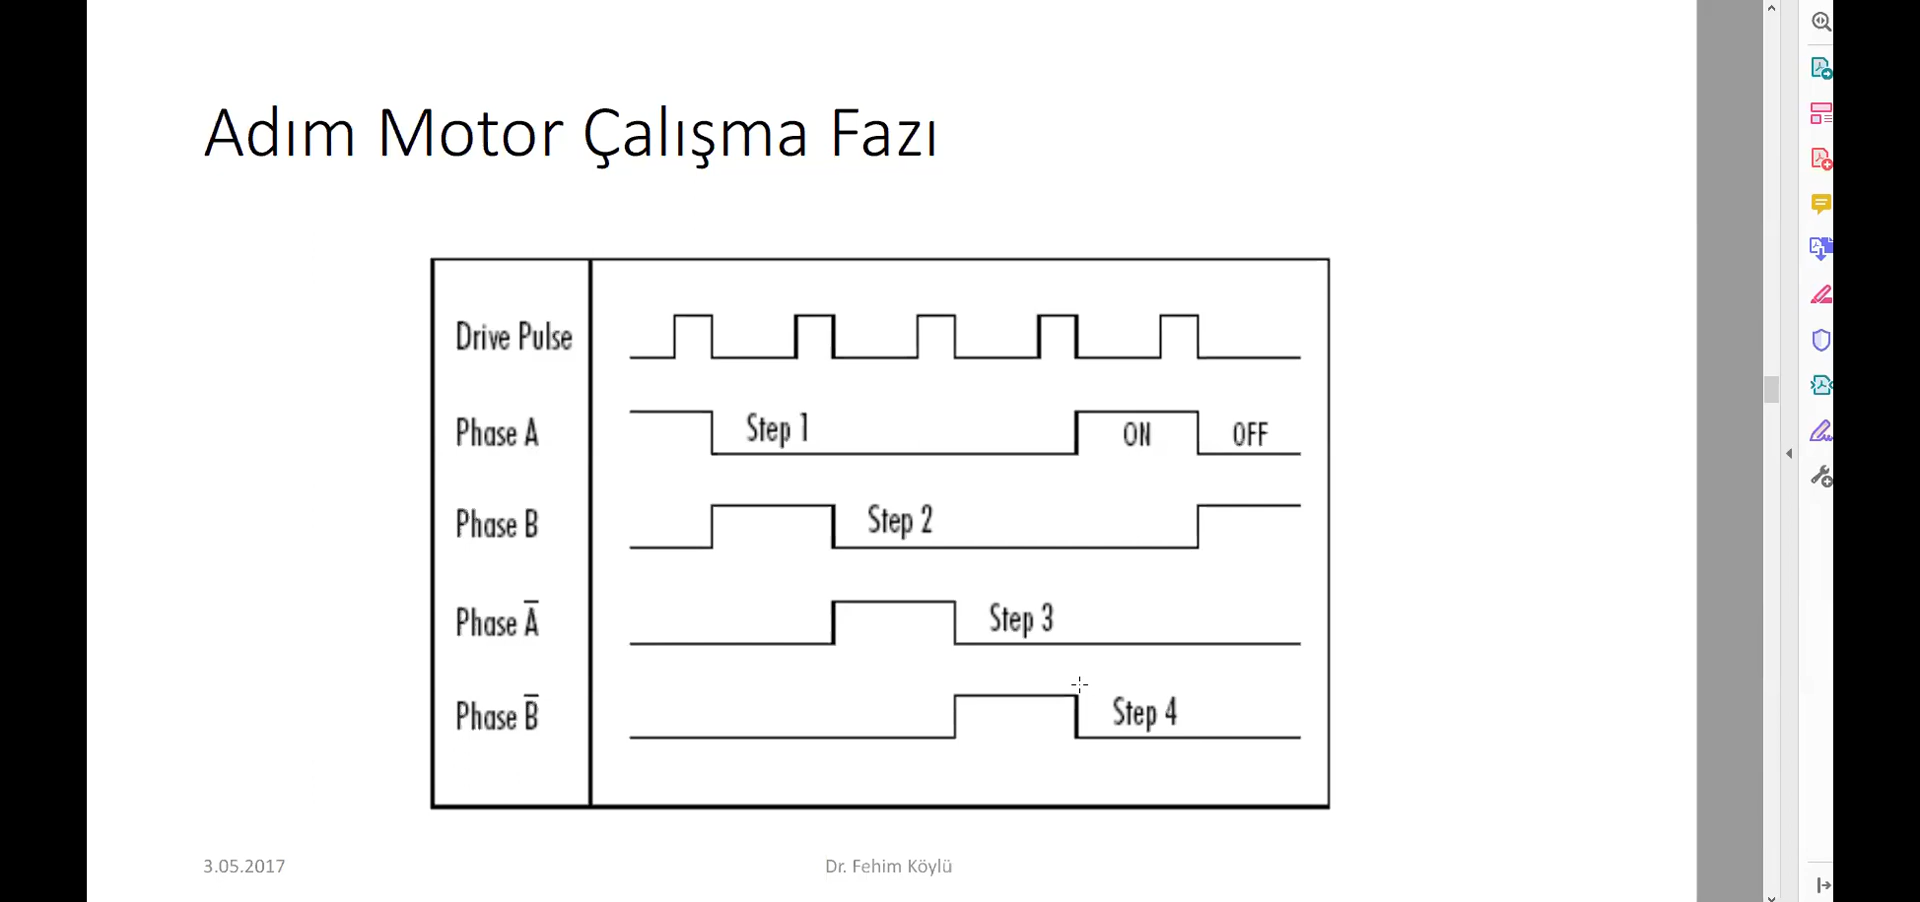 Adım Motor Çalışma Fazı
Drive Pulse
Phase A
Step 1
ON
OFF
Phase B
Step 2
Phase A̅
Step 3
Phase B̅
Step 4
3.05.2017
Dr. Fehim Köylü